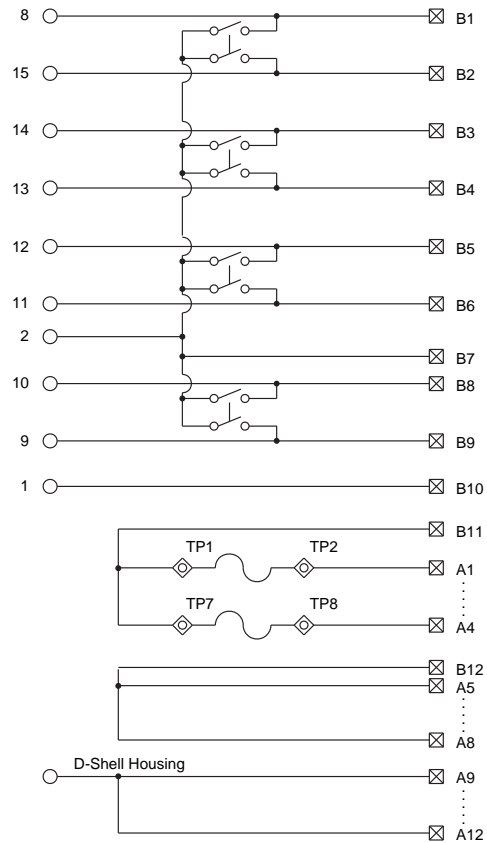 8 B1
15 B2
14 B3
13 B4
12 B5
11 B6
2
B7
10 B8
9 B9
1 B10
B11
TP1 TP2
A1
TP7 TP8
A4
B12
A5
A8
D-Shell Housing
A9
A12